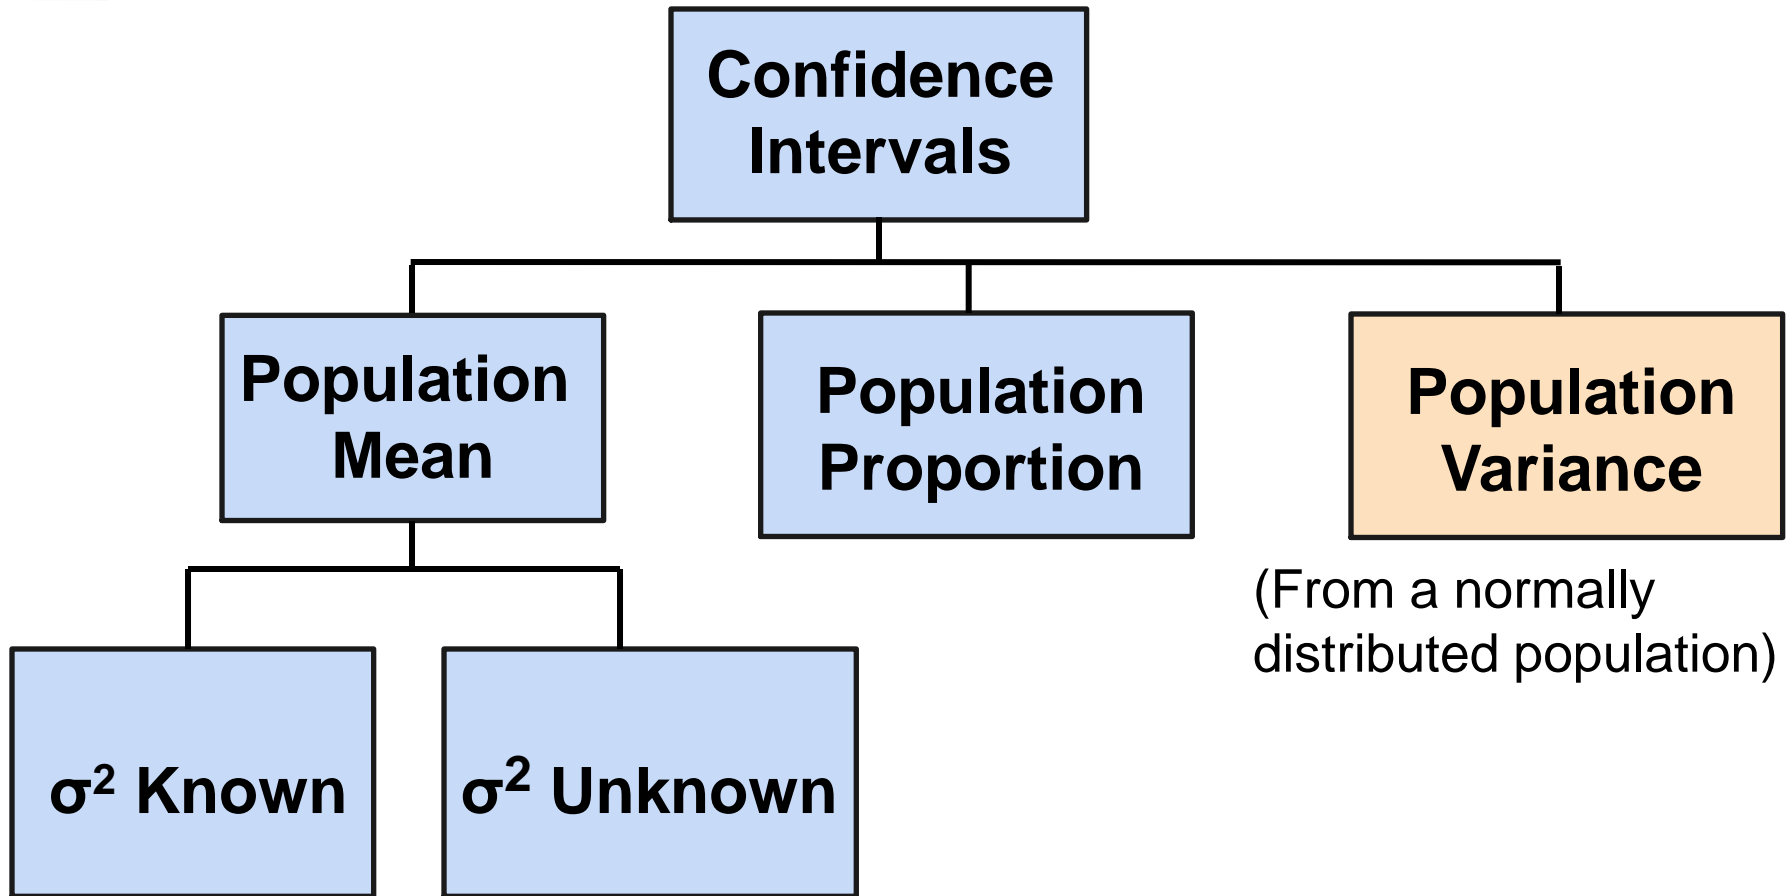 Confidence
Intervals
Population
Mean
Population
Proportion
Population
Variance
(From a normally
distributed population)
σ² Known
σ² Unknown